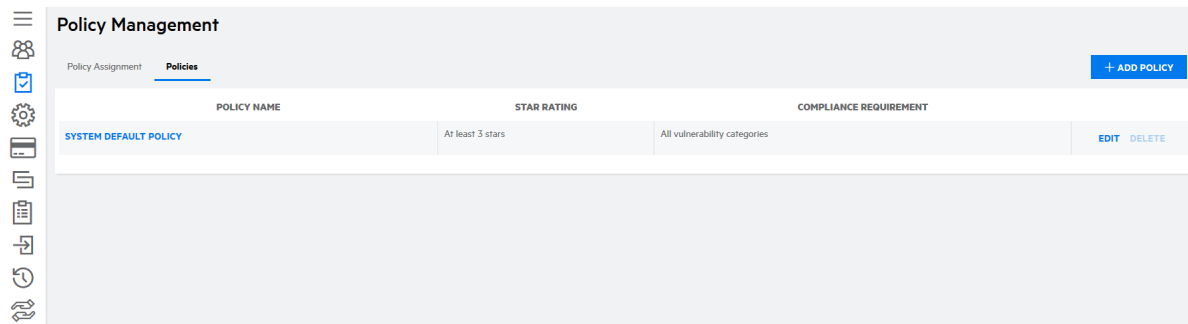 Policy Management
Policy Assignment Policies
+ ADD POLICY
POLICY NAME STAR RATING COMPLIANCE REQUIREMENT
SYSTEM DEFAULT POLICY At least 3 stars All vulnerability categories EDIT DELETE